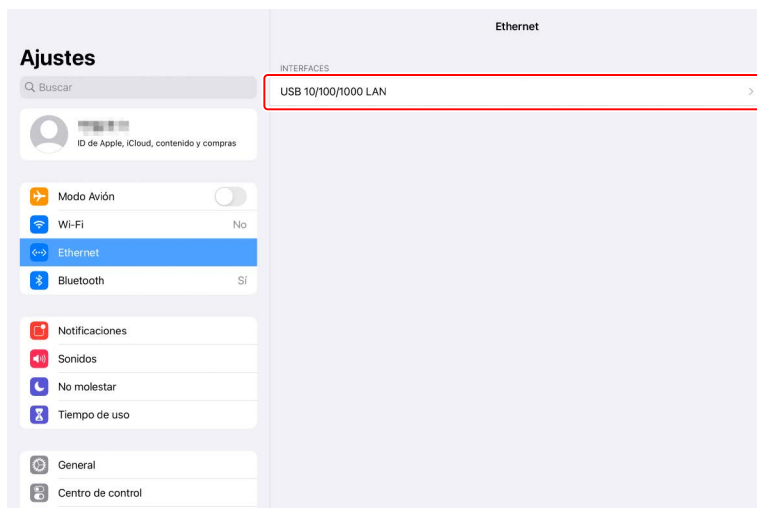 Ethernet
Ajustes
INTERFACES
Buscar
USB 10/100/1000 LAN
ID de Apple, iCloud, contenido y compras
Modo Avión
Wi-Fi No
Ethernet
Bluetooth Sí
Notificaciones
Sonidos
No molestar
Tiempo de uso
General
Centro de control